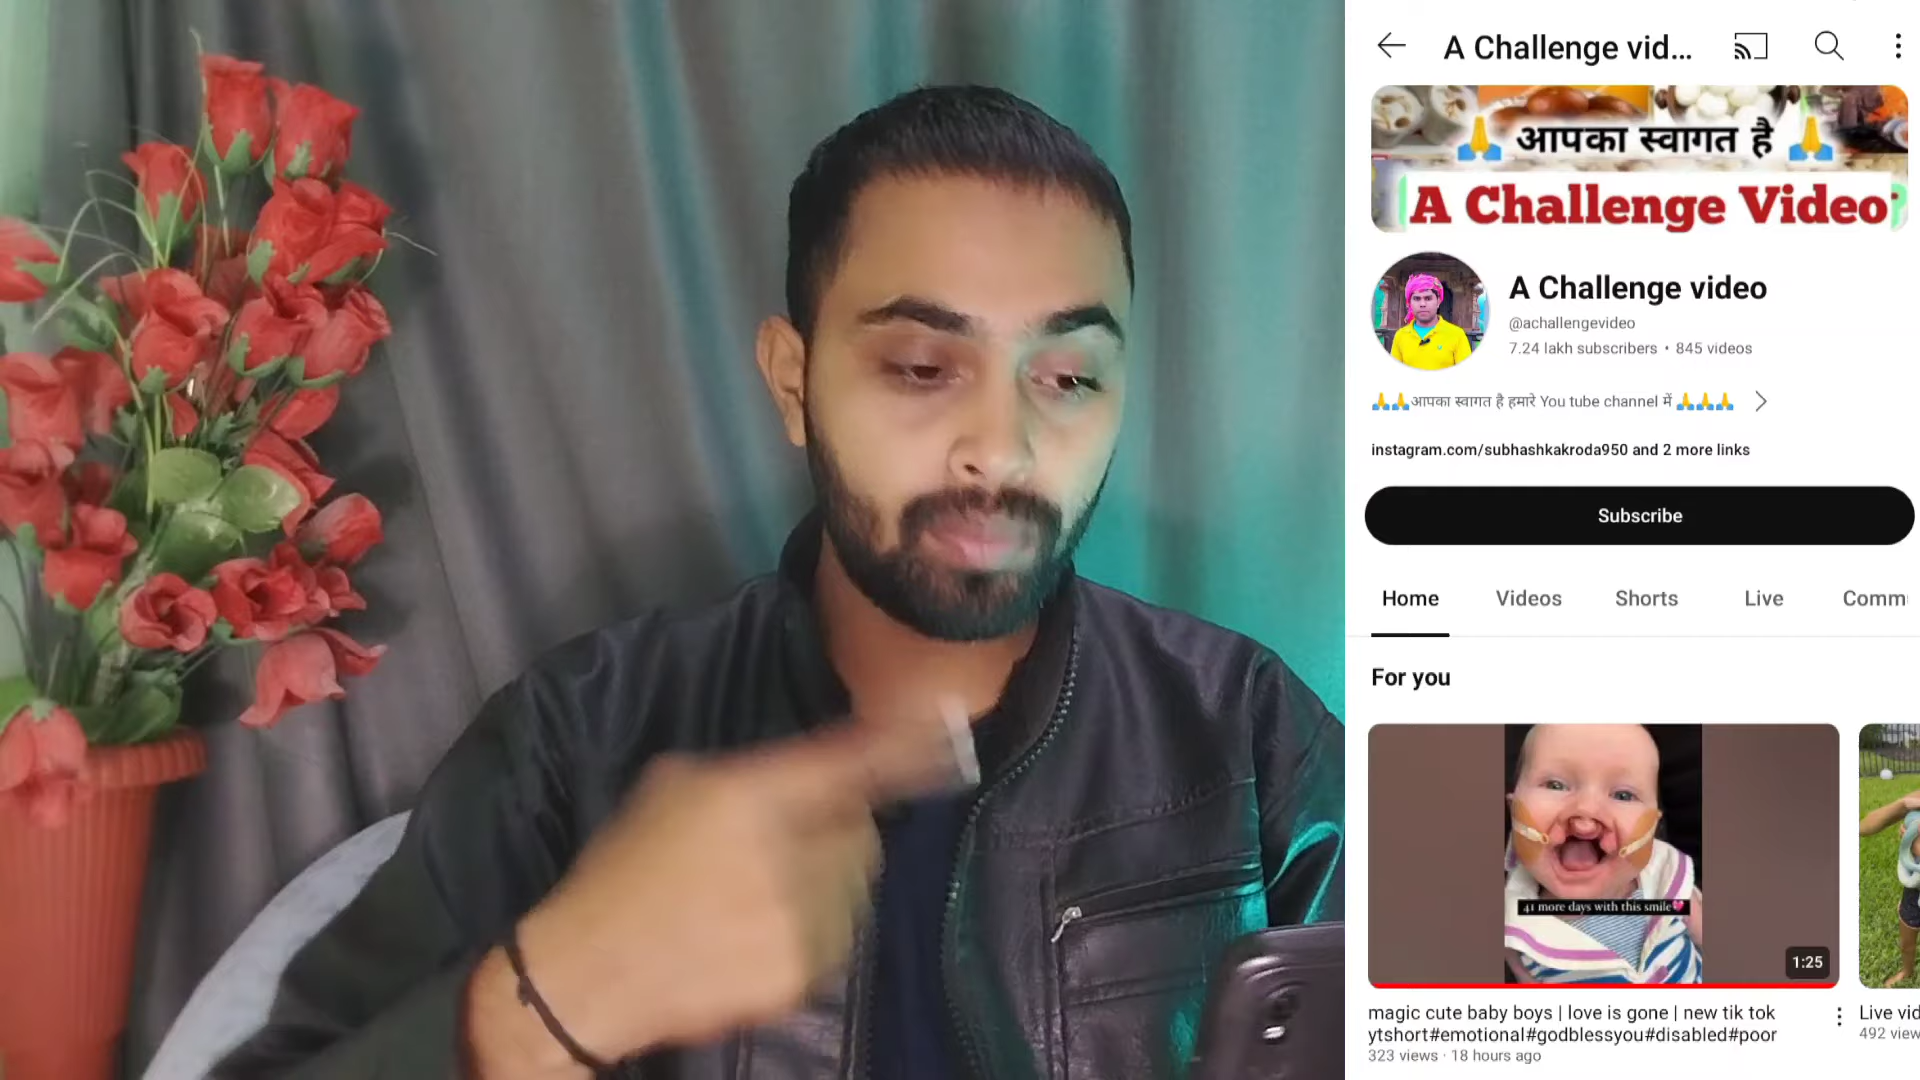 A Challenge vid...
🙏 आपका स्वागत है 🙏
A Challenge Video
A Challenge video
@achallengevideo
7.24 lakh subscribers • 845 videos
🙏🙏आपका स्वागत है हमारे You tube channel में 🙏🙏🙏
instagram.com/subhashkakroda950 and 2 more links
Subscribe
Home Videos Shorts Live Comm
For you
41 more days with this smile💖
1:25
magic cute baby boys | love is gone | new tik tok
ytshort#emotional#godblessyou#disabled#poor
323 views · 18 hours ago
Live vid
492 view